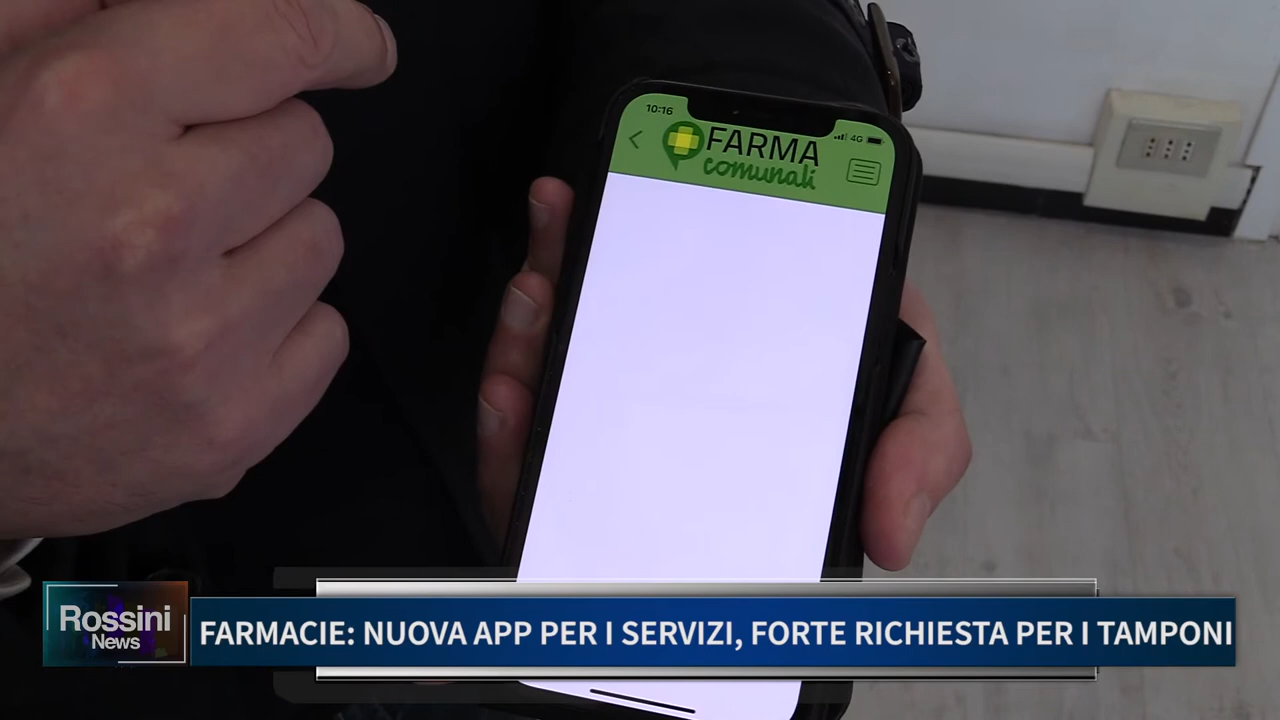 10:16
4G
FARMA
comunali
Rossini
News
FARMACIE: NUOVA APP PER I SERVIZI, FORTE RICHIESTA PER I TAMPONI